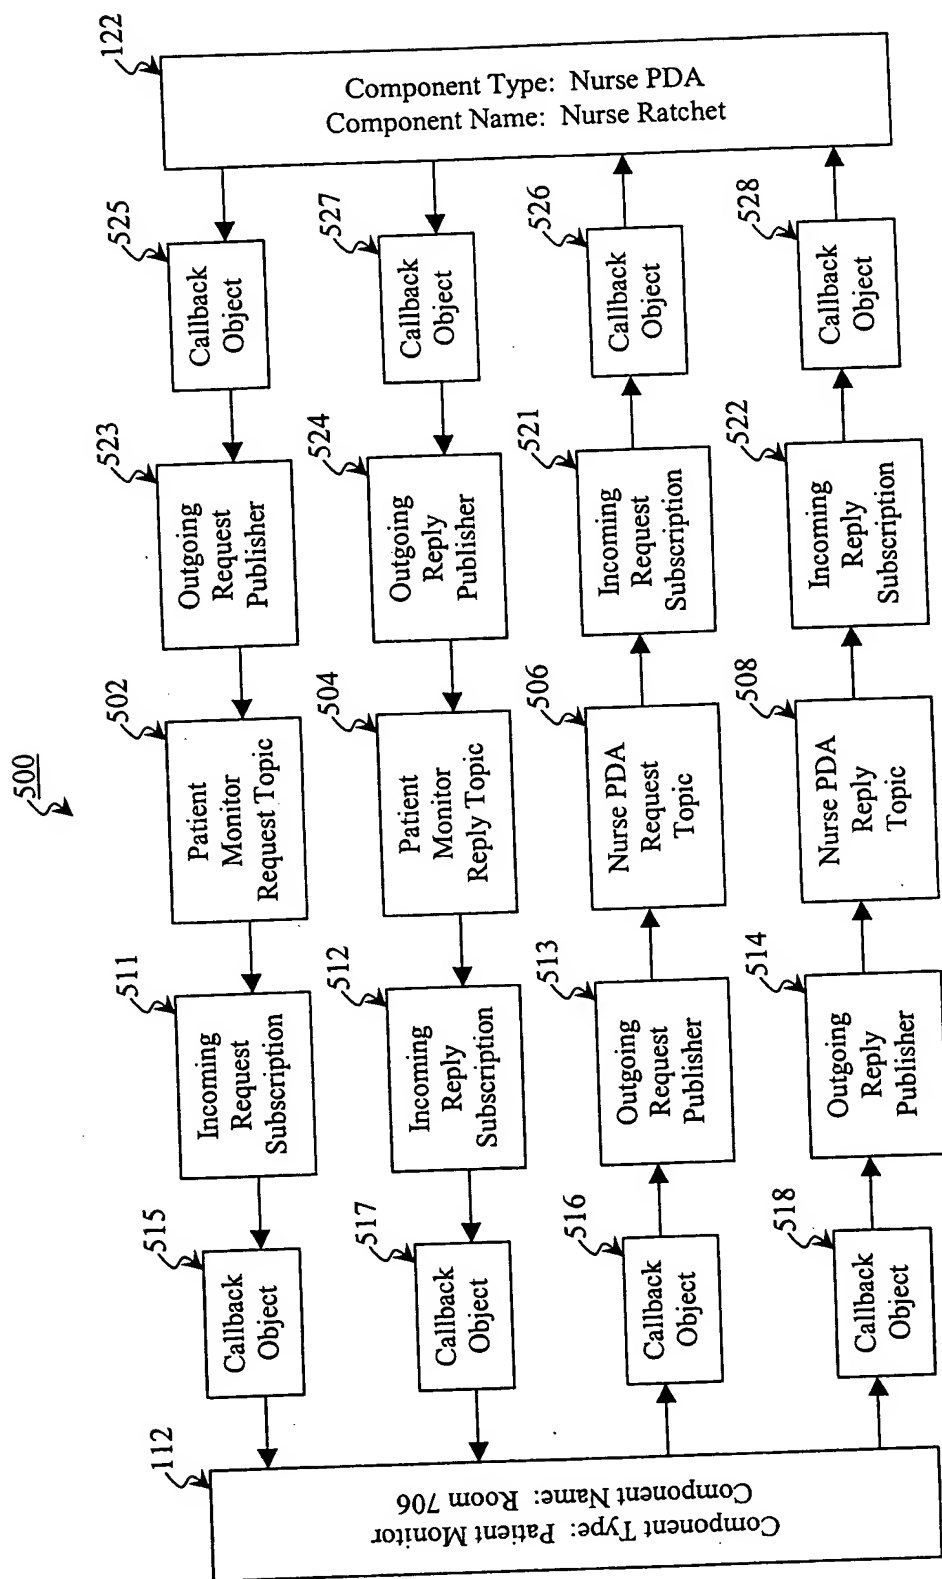 500
112
Component Type: Patient Monitor
Component Name: Room 706
515
Callback
Object
511
Incoming
Request
Subscription
502
Patient
Monitor
Request Topic
523
Outgoing
Request
Publisher
525
Callback
Object
122
Component Type: Nurse PDA
Component Name: Nurse Ratchet
517
Callback
Object
512
Incoming
Reply
Subscription
504
Patient
Monitor
Reply Topic
524
Outgoing
Reply
Publisher
527
Callback
Object
516
Callback
Object
513
Outgoing
Request
Publisher
506
Nurse PDA
Request
Topic
521
Incoming
Request
Subscription
526
Callback
Object
518
Callback
Object
514
Outgoing
Reply
Publisher
508
Nurse PDA
Reply
Topic
522
Incoming
Reply
Subscription
528
Callback
Object